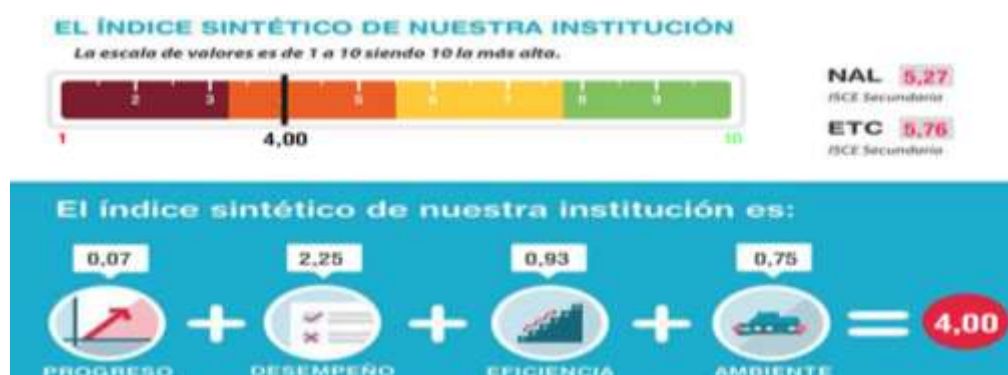 EL ÍNDICE SINTÉTICO DE NUESTRA INSTITUCIÓN
La escala de valores es de 1 a 10 siendo 10 la más alta.
2 3 5 6 7 8 9
1 4,00 10
NAL 5,27
ISCE Secundaria
ETC 5,76
ISCE Secundaria
El índice sintético de nuestra institución es:
0,07 2,25 0,93 0,75
+ + + = 4,00
PROGRESO DESEMPEÑO EFICIENCIA AMBIENTE